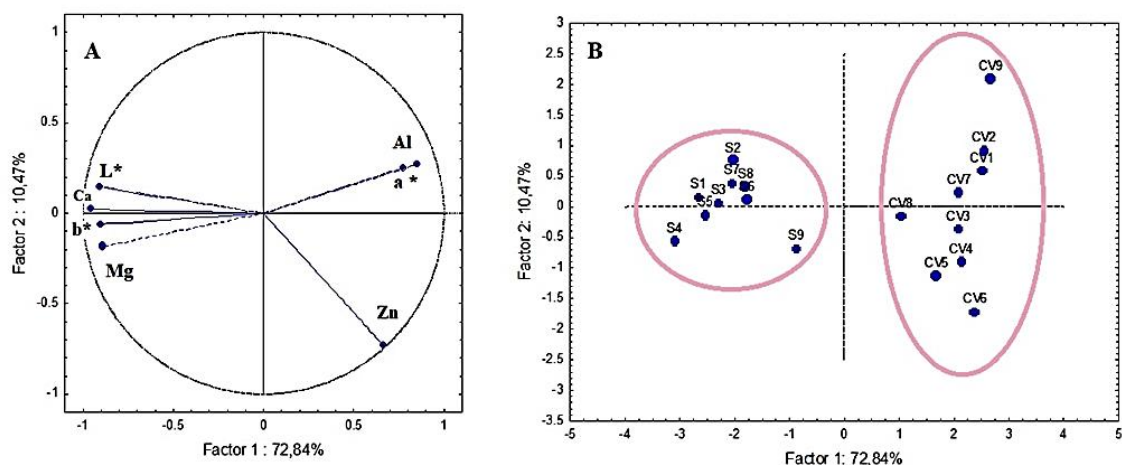 A
1
0.5
0
-0.5
-1
Factor 2 : 10,47%
L*
Ca
b*
Mg
Al
a *
Zn
-1
-0.5
0
0.5
1
Factor 1 : 72,84%
B
3
2.5
2
1.5
1
0.5
0
-0.5
-1
-1.5
-2
-2.5
-3
-3.5
Factor 2: 10,47%
S2
S7
S8
S1
S3
S5
S4
S9
CV9
CV2
CV1
CV7
CV8
CV3
CV4
CV5
CV6
-5
-4
-3
-2
-1
0
1
2
3
4
5
Factor 1: 72,84%